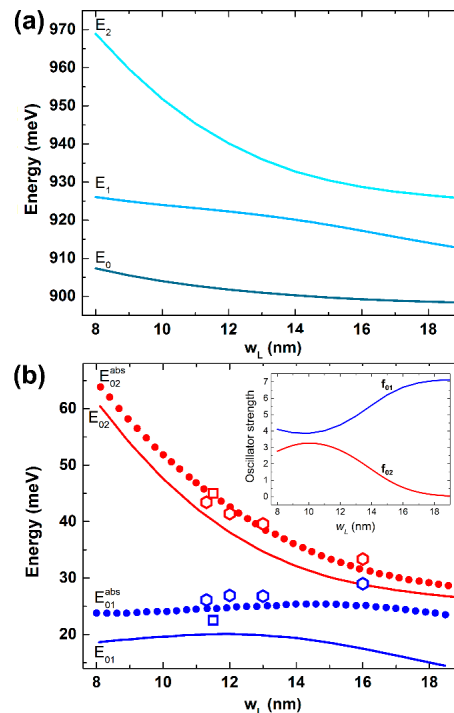 (a)
E2
970
960
950
940
930
920
910
900
Energy (meV)
E1
E0
8 10 12 14 16 18
wL (nm)
(b)
E02abs
E02
60
50
40
30
20
Energy (meV)
E01abs
E01
7
6
5
4
3
2
1
0
Oscillator strength
f01
f02
8 10 12 14 16 18
wL (nm)
8 10 12 14 16 18
wL (nm)